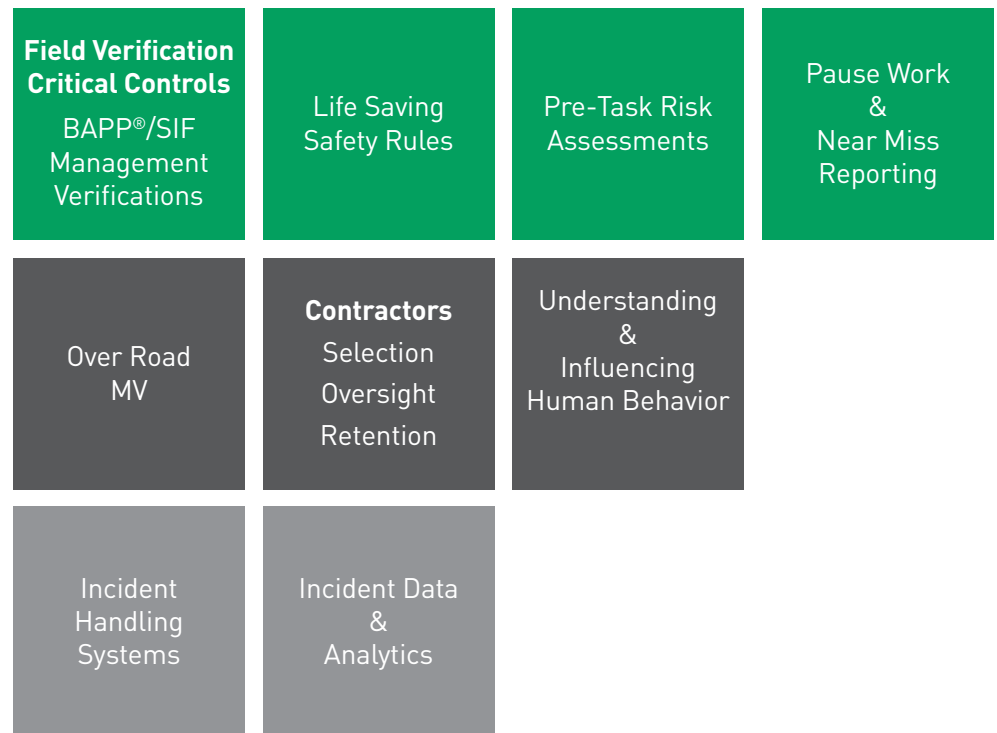 Field Verification
Critical Controls
BAPP®/SIF
Management
Verifications
Life Saving
Safety Rules
Pre-Task Risk
Assessments
Pause Work
&
Near Miss
Reporting
Over Road
MV
Contractors
Selection
Oversight
Retention
Understanding
&
Influencing
Human Behavior
Incident
Handling
Systems
Incident Data
&
Analytics